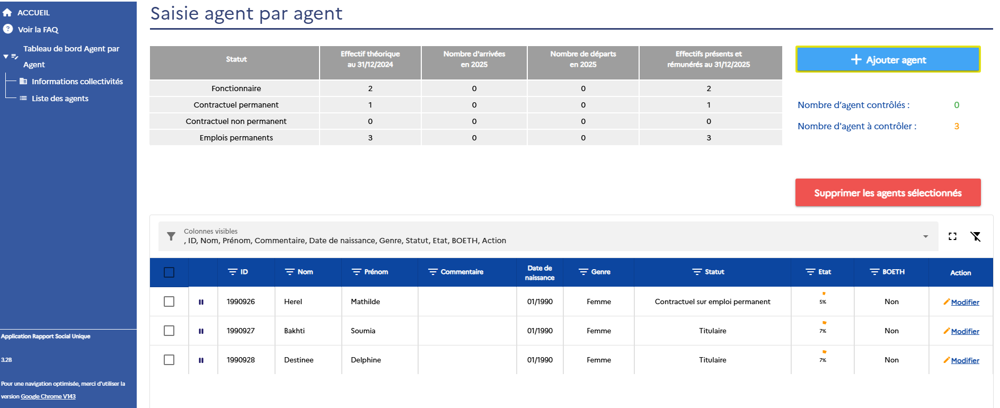 ACCUEIL
Voir la FAQ
Tableau de bord Agent par
Agent
Informations collectivités
Liste des agents
Application Rapport Social Unique
3.28
Pour une navigation optimisée, merci d'utiliser la
version Google Chrome V143
Saisie agent par agent
Statut
Effectif théorique
au 31/12/2024
Nombre d'arrivées
en 2025
Nombre de départs
en 2025
Effectifs présents et
rémunérés au 31/12/2025
Fonctionnaire 2 0 0 2
Contractuel permanent 1 0 0 1
Contractuel non permanent 0 0 0 0
Emplois permanents 3 0 0 3
Ajouter agent
Nombre d’agent contrôlés : 0
Nombre d'agent à contrôler : 3
Supprimer les agents sélectionnés
Colonnes visibles
, ID, Nom, Prénom, Commentaire, Date de naissance, Genre, Statut, Etat, BOETH, Action
ID
Nom
Prénom
Commentaire
Date de
naissance
Genre
Statut
Etat
BOETH
Action
1990926 Herel Mathilde 01/1990 Femme Contractuel sur emploi permanent 5% Non Modifier
1990927 Bakhti Soumia 01/1990 Femme Titulaire 7% Non Modifier
1990928 Destinee Delphine 01/1990 Femme Titulaire 7% Non Modifier